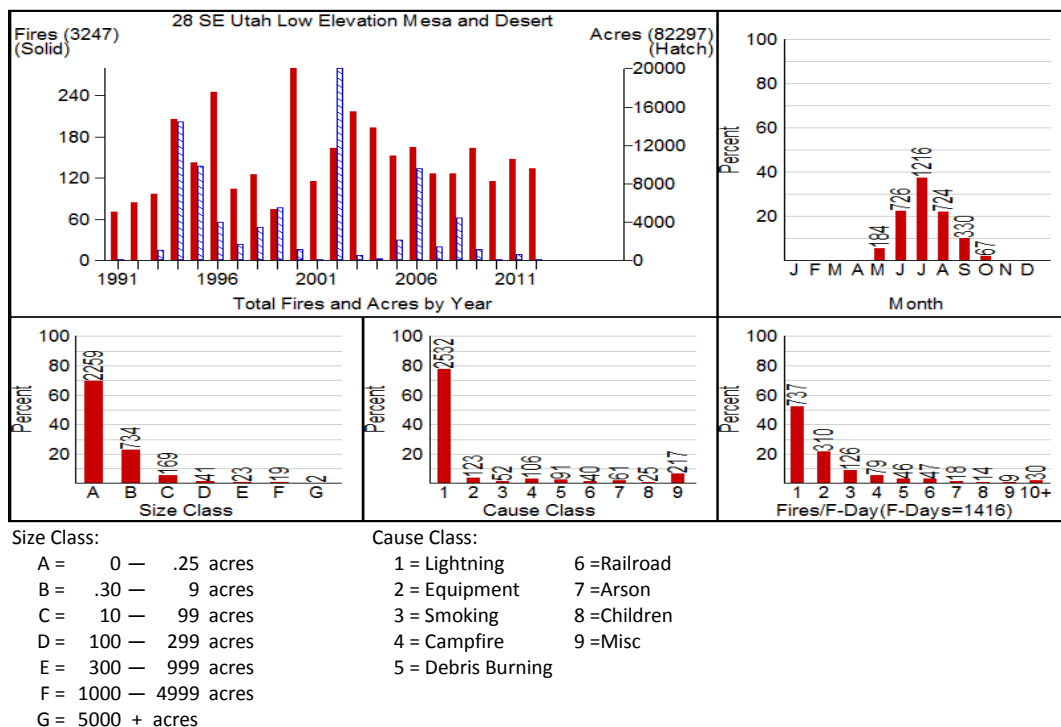 28 SE Utah Low Elevation Mesa and Desert
Fires (3247)
(Solid)
Acres (82297)
(Hatch)
240
180
120
60
0
20000
16000
12000
8000
4000
0
1991 1996 2001 2006 2011
Total Fires and Acres by Year
100
80
60
40
20
Percent
184 726 1216 724 330 67
J F M A M J J A S O N D
Month
100
80
60
40
20
Percent
2259 734 169 41 23 19 2
A B C D E F G
Size Class
100
80
60
40
20
Percent
2532 123 52 106 91 40 61 25 217
1 2 3 4 5 6 7 8 9
Cause Class
100
80
60
40
20
Percent
737 310 126 79 46 47 18 14 9 30
1 2 3 4 5 6 7 8 9 10+
Fires/F-Day(F-Days=1416)
Size Class:
A = 0 — .25 acres
B = .30 — 9 acres
C = 10 — 99 acres
D = 100 — 299 acres
E = 300 — 999 acres
F = 1000 — 4999 acres
G = 5000 + acres
Cause Class:
1 = Lightning
2 = Equipment
3 = Smoking
4 = Campfire
5 = Debris Burning
6 =Railroad
7 =Arson
8 =Children
9 =Misc